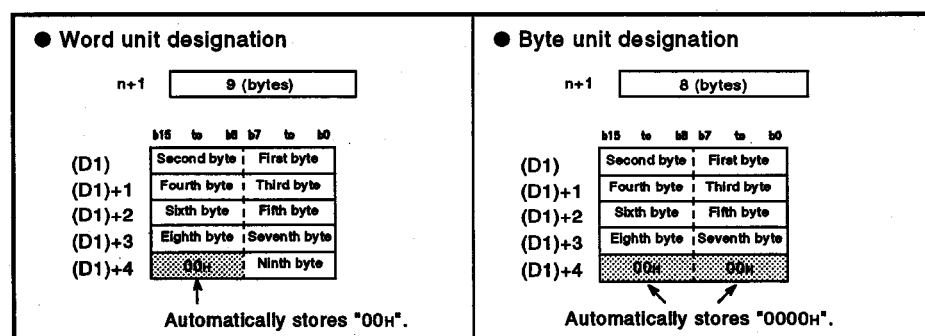 ● Word unit designation
n+1 9 (bytes)
b15 to b8 b7 to b0
(D1) Second byte First byte
(D1)+1 Fourth byte Third byte
(D1)+2 Sixth byte Fifth byte
(D1)+3 Eighth byte Seventh byte
(D1)+4 00H Ninth byte
Automatically stores "00H".
● Byte unit designation
n+1 8 (bytes)
b15 to b8 b7 to b0
(D1) Second byte First byte
(D1)+1 Fourth byte Third byte
(D1)+2 Sixth byte Fifth byte
(D1)+3 Eighth byte Seventh byte
(D1)+4 00H 00H
Automatically stores "0000H".